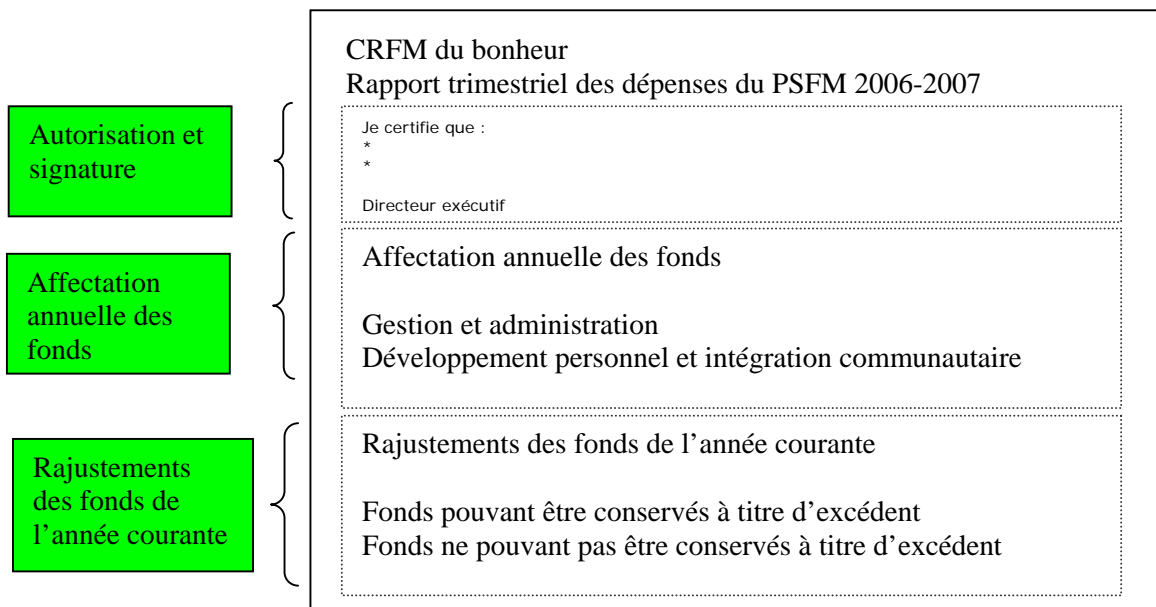 CRFM du bonheur
Rapport trimestriel des dépenses du PSFM 2006-2007
Autorisation et
signature
Je certifie que :
*
*
Directeur exécutif
Affectation
annuelle des
fonds
Affectation annuelle des fonds
Gestion et administration
Développement personnel et intégration communautaire
Rajustements
des fonds de
l’année courante
Rajustements des fonds de l’année courante
Fonds pouvant être conservés à titre d’excédent
Fonds ne pouvant pas être conservés à titre d’excédent